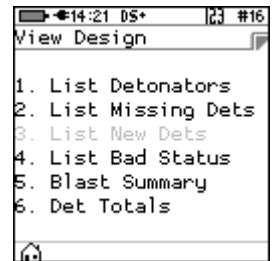 14:21 DS+ 123 #16
View Design
1. List Detonators
2. List Missing Dets
3. List New Dets
4. List Bad Status
5. Blast Summary
6. Det Totals